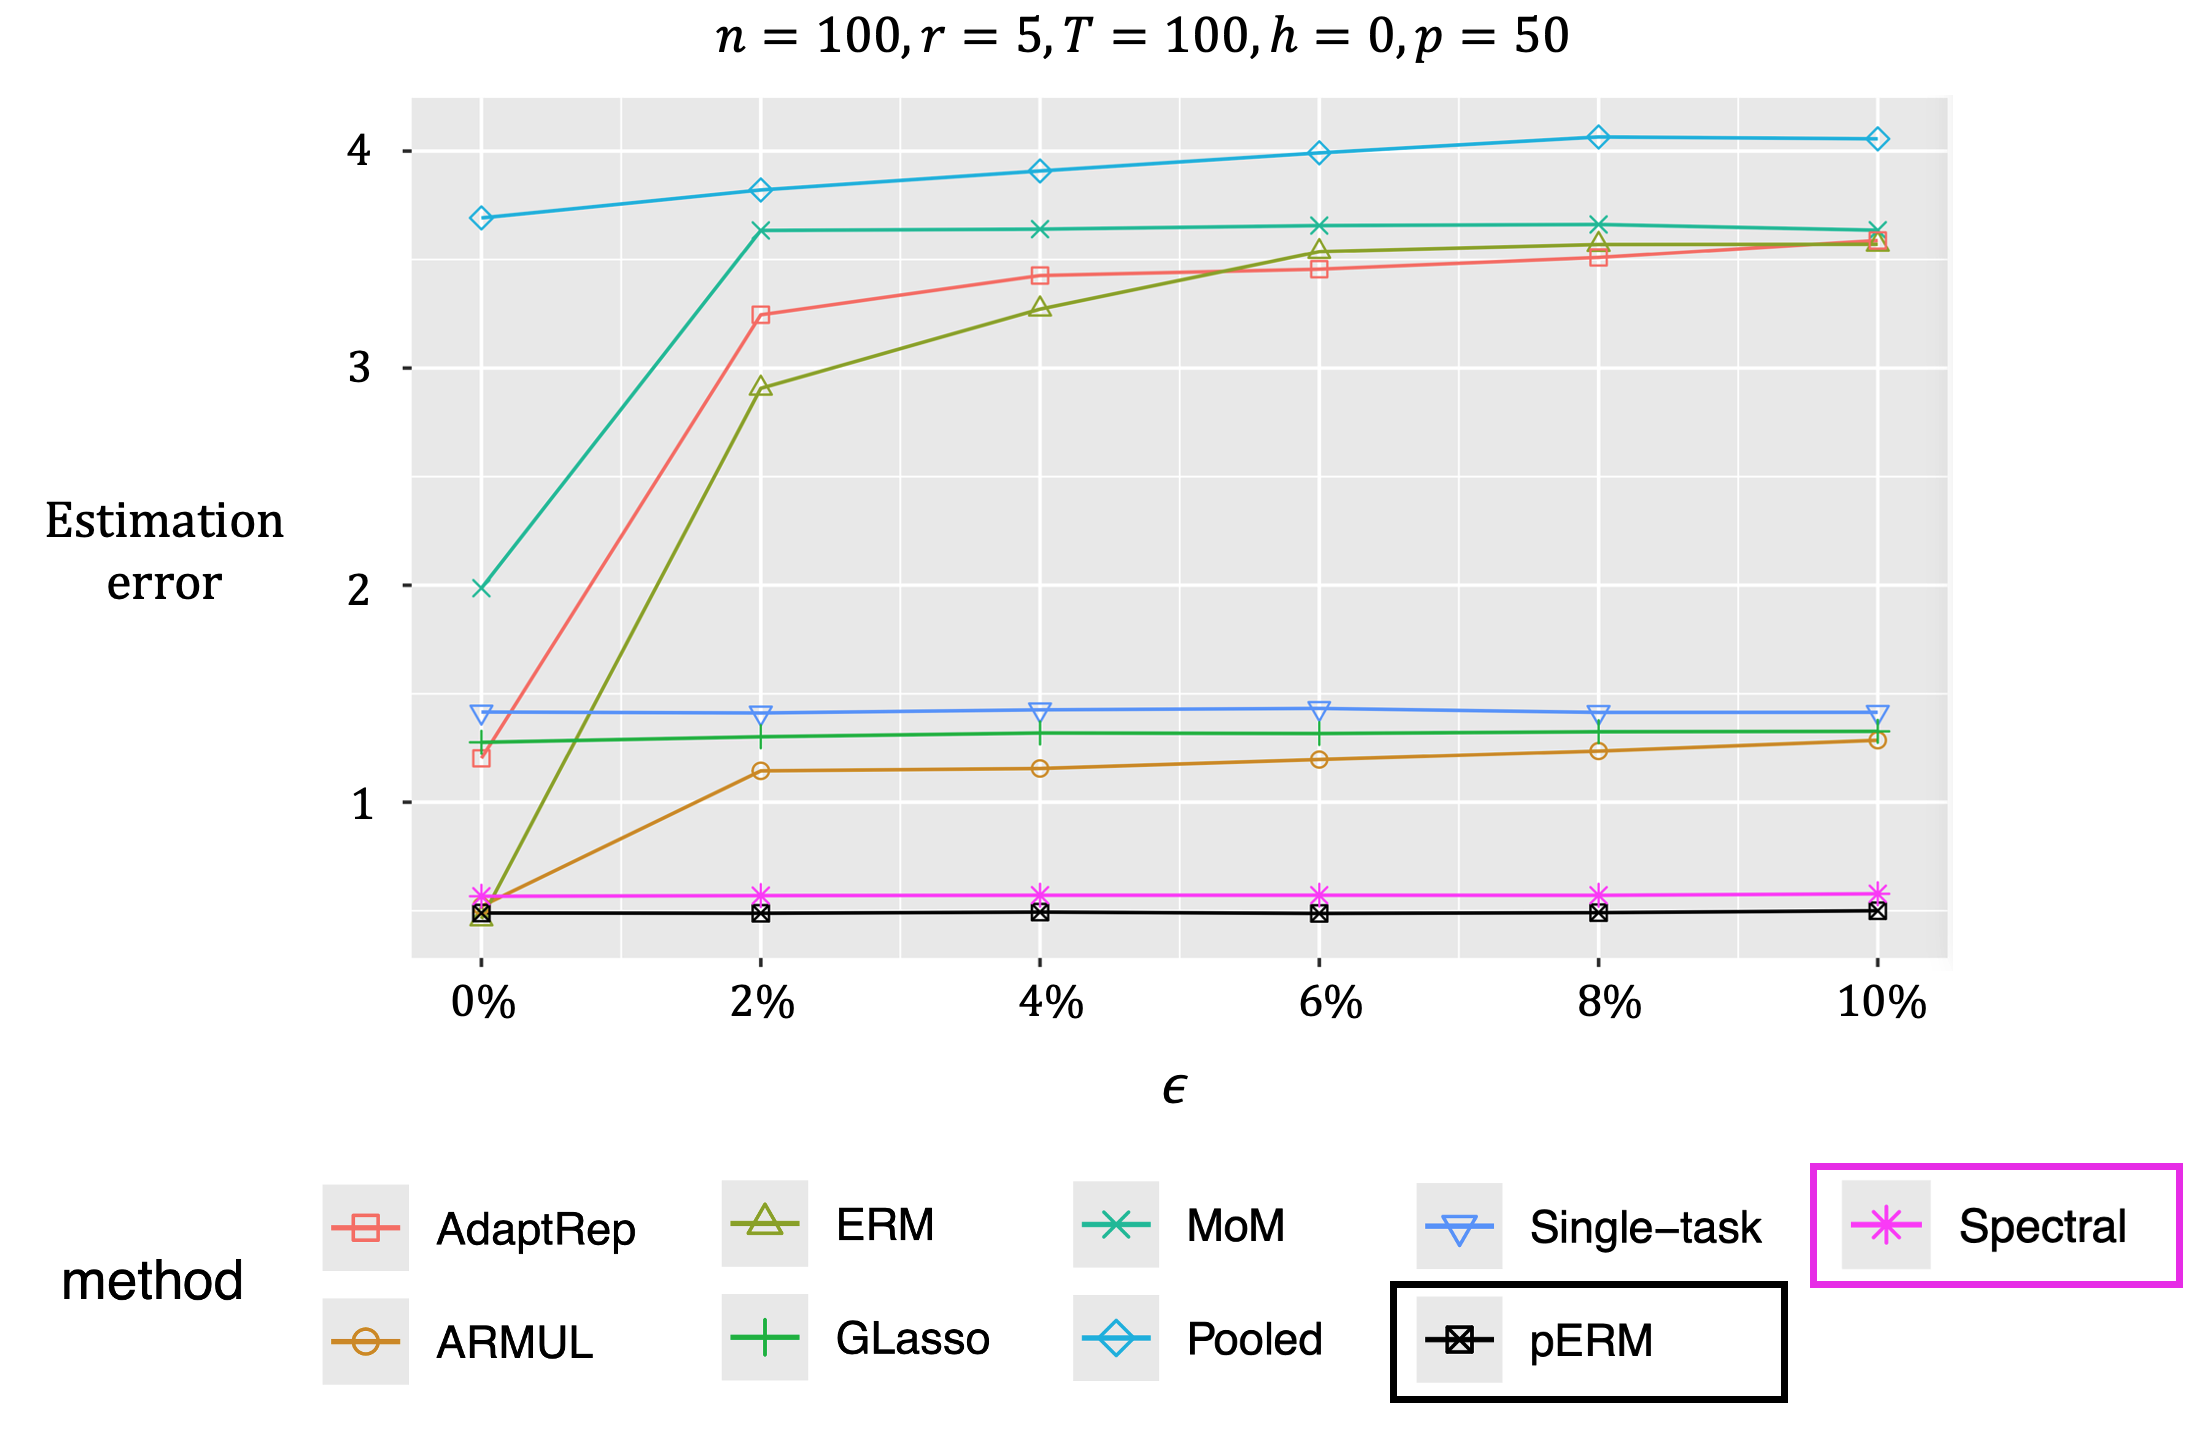 n = 100, r = 5, T = 100, h = 0, p = 50
4
3
2
1
Estimation
error
0% 2% 4% 6% 8% 10%
ϵ
method
AdaptRep ERM MoM Single−task Spectral
ARMUL GLasso Pooled pERM